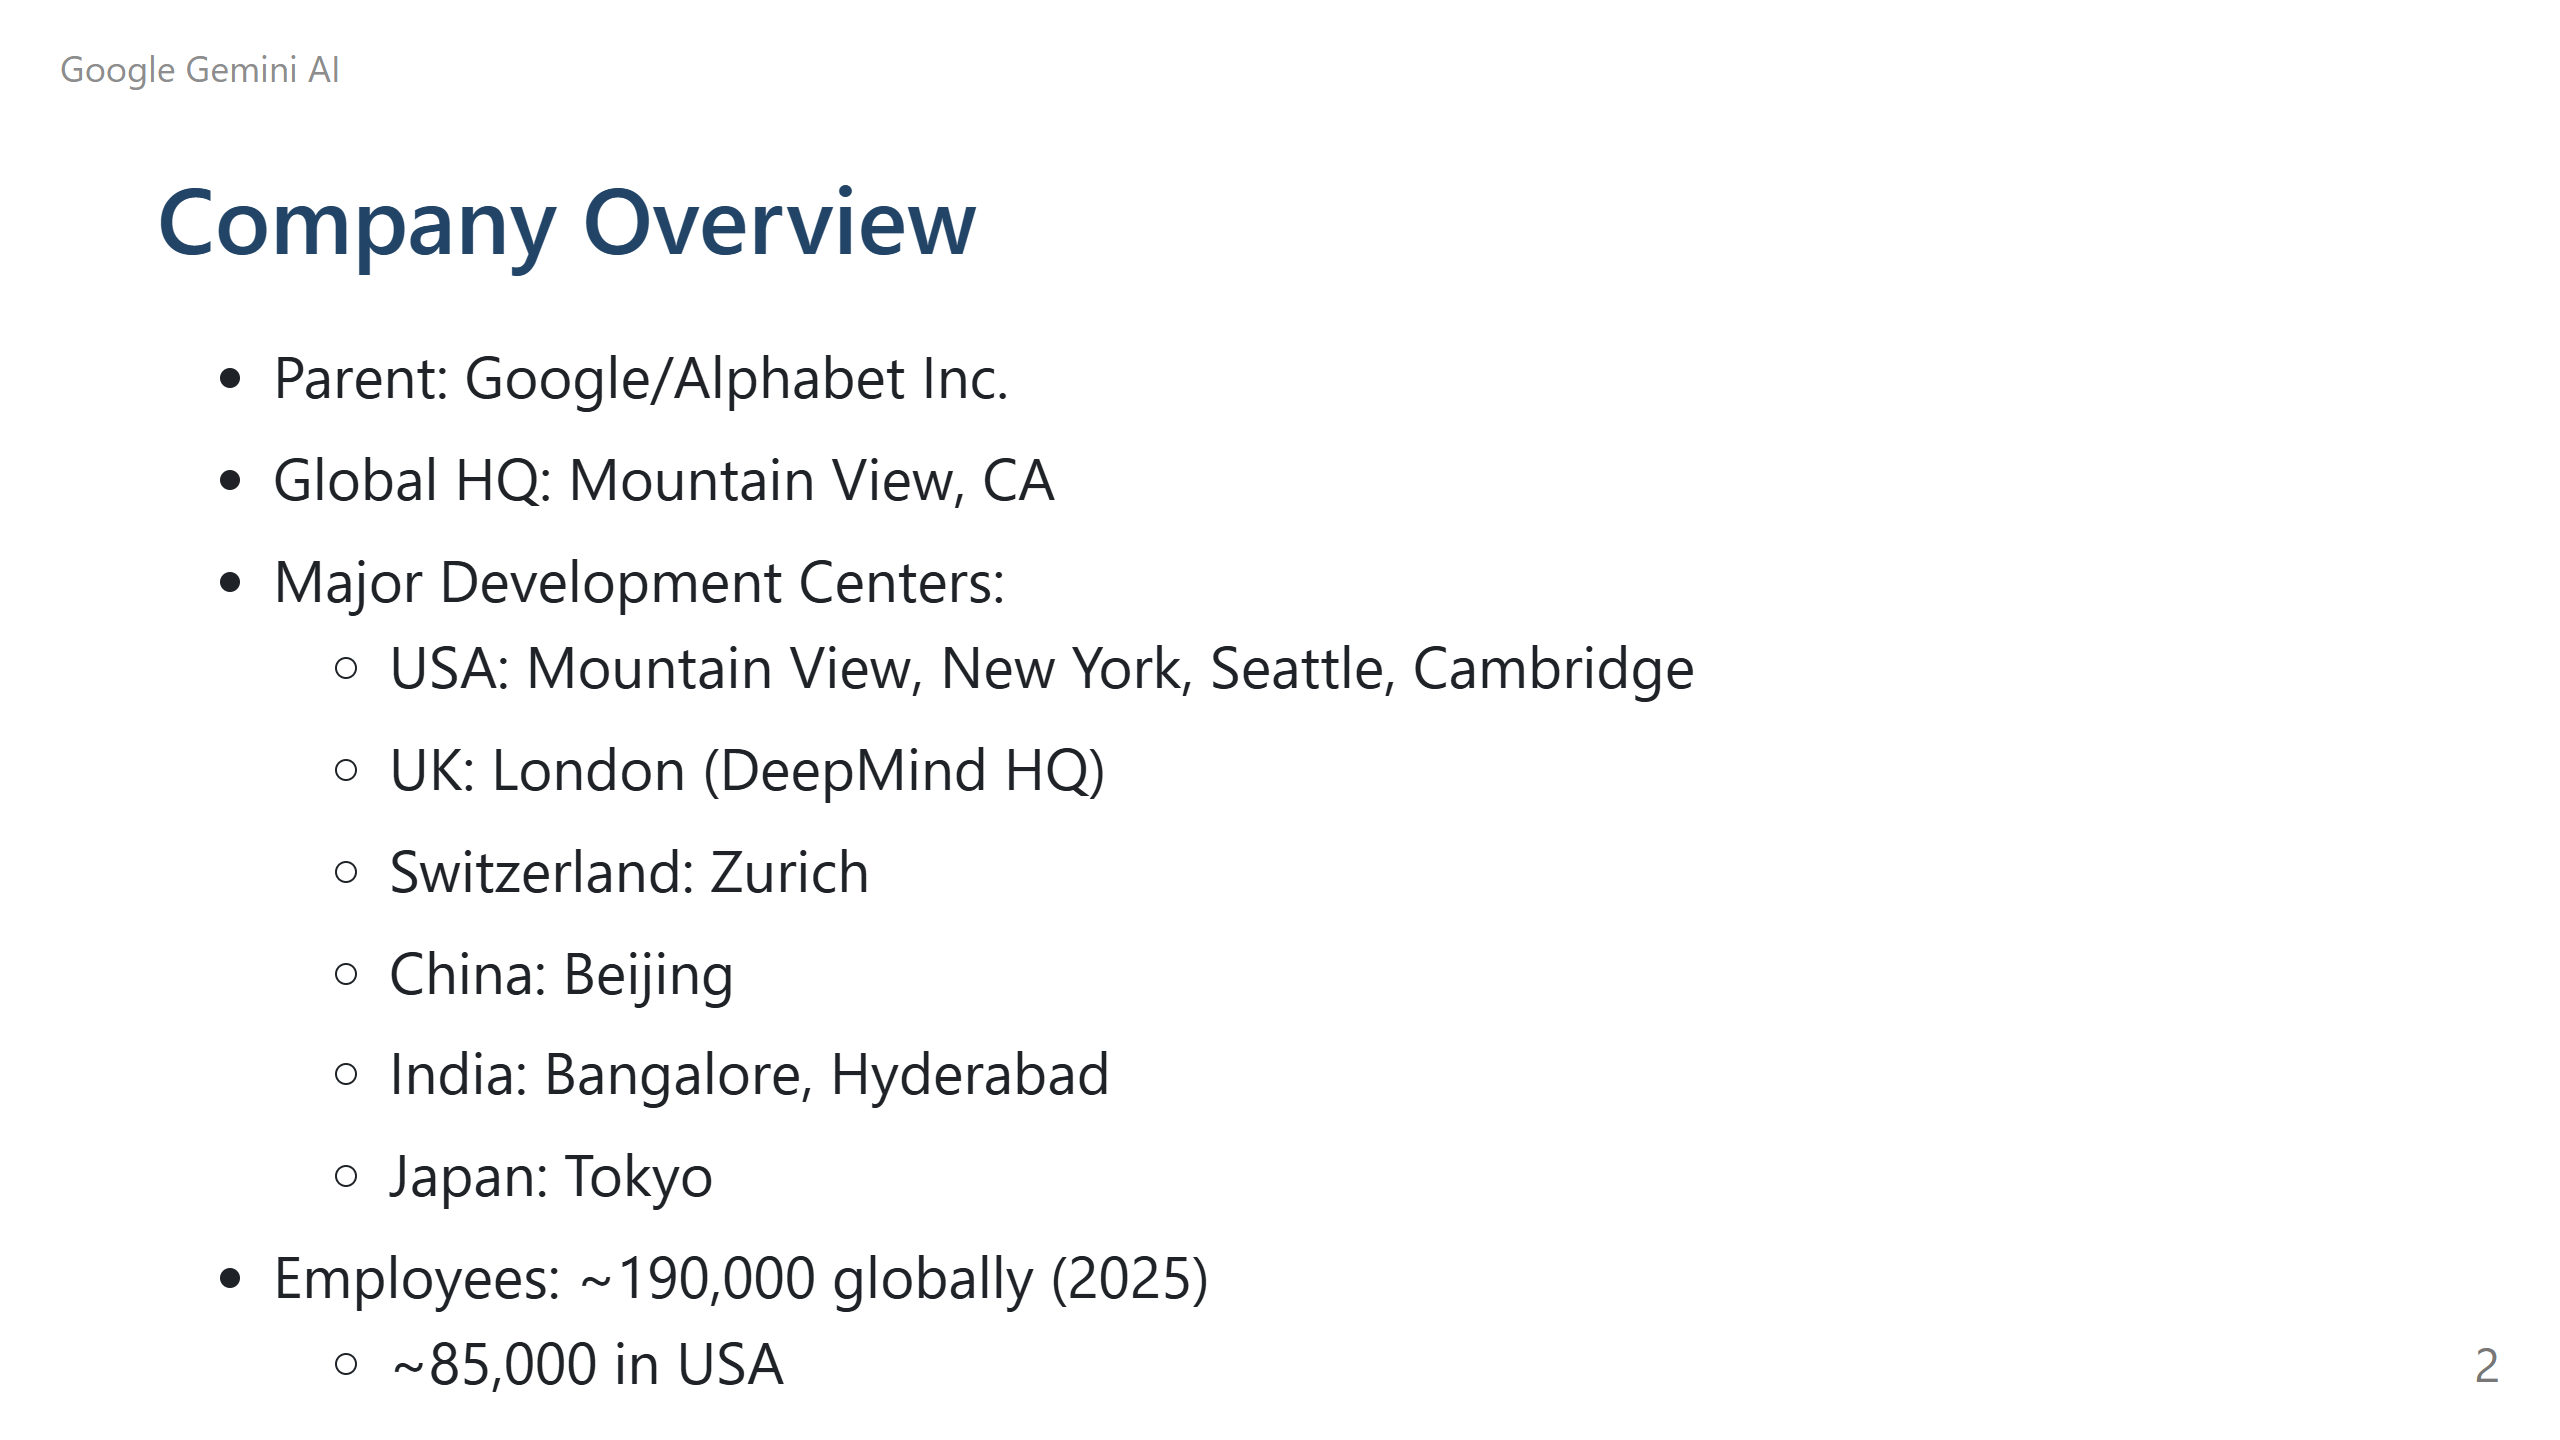 Google Gemini AI
Company Overview
• Parent: Google/Alphabet Inc.
• Global HQ: Mountain View, CA
• Major Development Centers:
○ USA: Mountain View, New York, Seattle, Cambridge
○ UK: London (DeepMind HQ)
○ Switzerland: Zurich
○ China: Beijing
○ India: Bangalore, Hyderabad
○ Japan: Tokyo
• Employees: ~190,000 globally (2025)
○ ~85,000 in USA
2